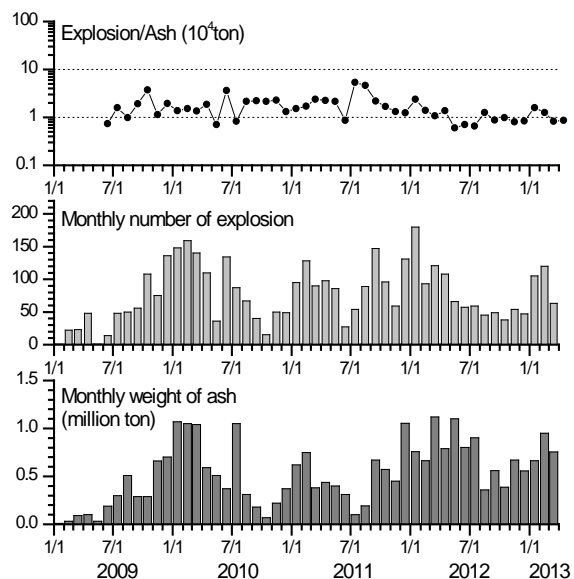 100
Explosion/Ash (10⁴ton)
10
1
0.1
1/1 7/1 1/1 7/1 1/1 7/1 1/1 7/1 1/1
200
Monthly number of explosion
150
100
50
0
1/1 7/1 1/1 7/1 1/1 7/1 1/1 7/1 1/1
1.5
Monthly weight of ash
(million ton)
1.0
0.5
0.0
1/1 7/1 1/1 7/1 1/1 7/1 1/1 7/1 1/1
2009 2010 2011 2012 2013